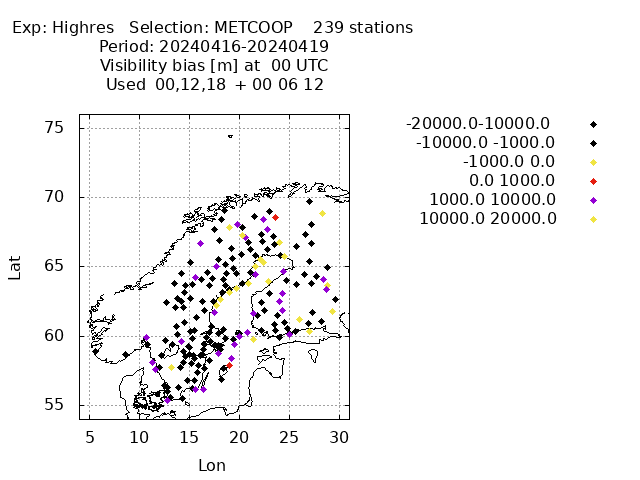 Exp: Highres Selection: METCOOP 239 stations
Period: 20240416-20240419
Visibility bias [m] at 00 UTC
Used 00,12,18 + 00 06 12
-20000.0-10000.0
-10000.0 -1000.0
-1000.0 0.0
0.0 1000.0
1000.0 10000.0
10000.0 20000.0
75
70
65
60
55
Lat
5 10 15 20 25 30
Lon